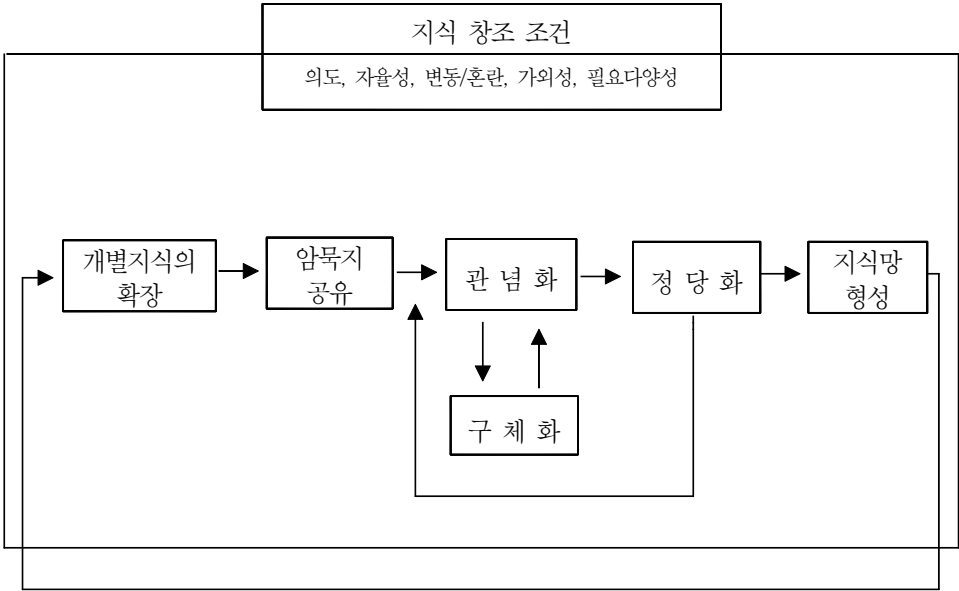 지식 창조 조건
의도, 자율성, 변동/혼란, 가외성, 필요다양성
개별지식의
확장
암묵지
공유
관 념 화
정 당 화
지식망
형성
구 체 화